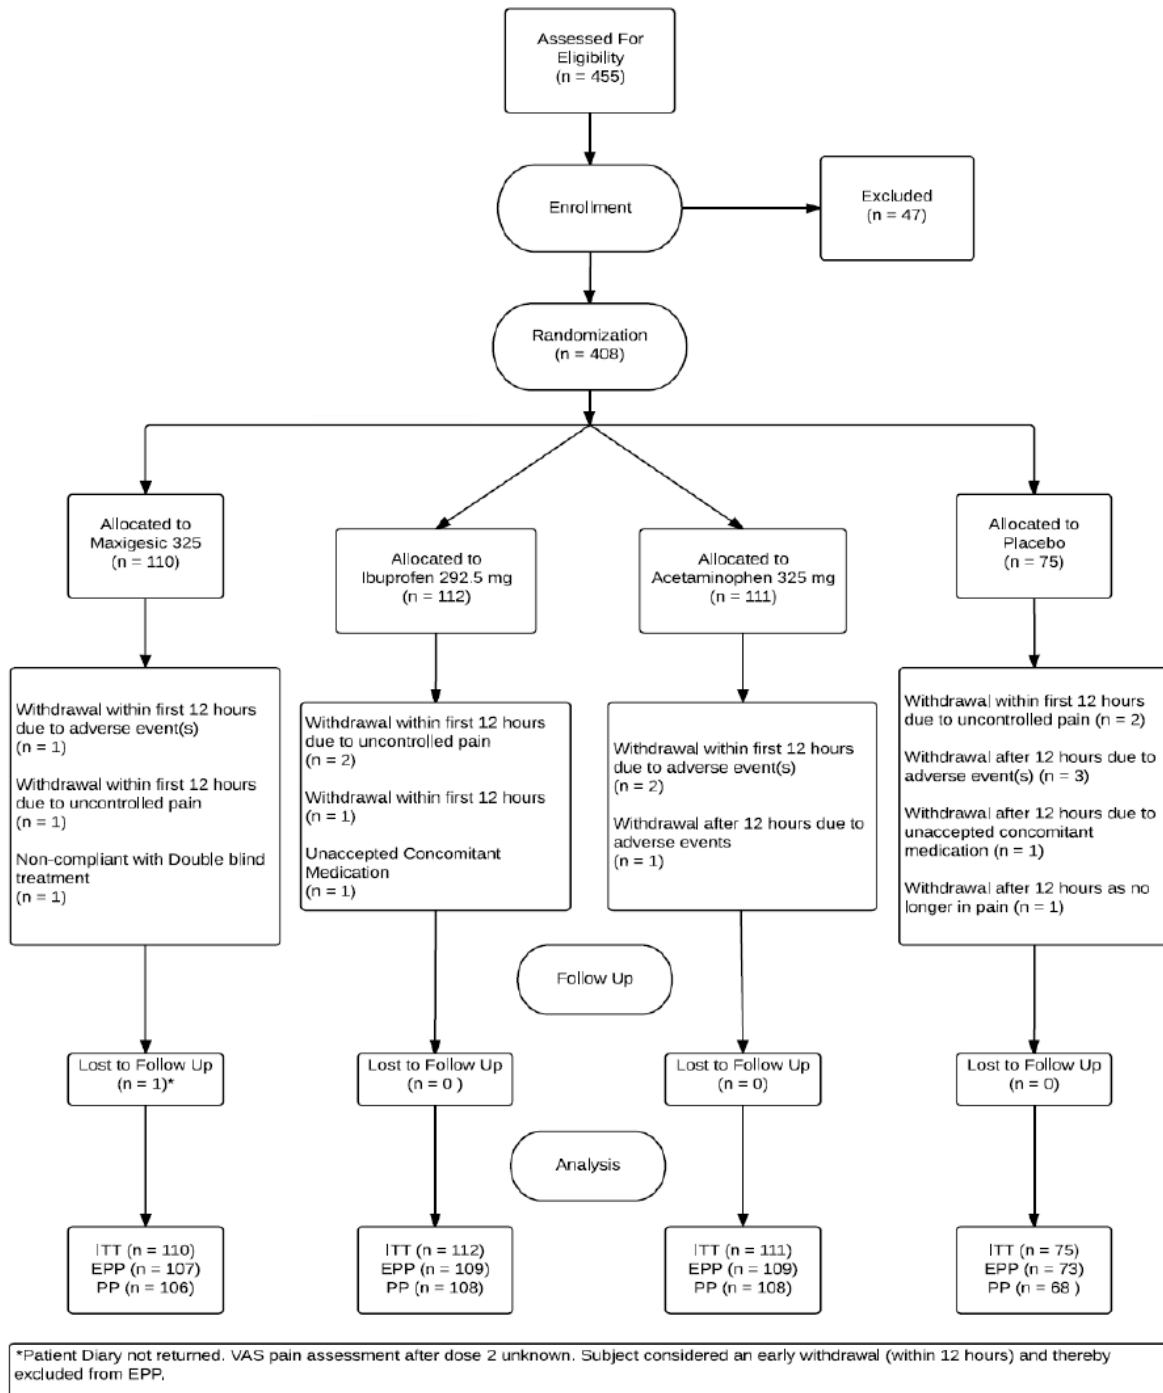 Assessed For
Eligibility
(n = 455)
Enrollment
Excluded
(n = 47)
Randomization
(n = 408)
Allocated to
Maxigesic 325
(n = 110)
Allocated to
Ibuprofen 292.5 mg
(n = 112)
Allocated to
Acetaminophen 325 mg
(n = 111)
Allocated to
Placebo
(n = 75)
Withdrawal within first 12 hours
due to adverse event(s)
(n = 1)
Withdrawal within first 12 hours
due to uncontrolled pain
(n = 1)
Non-compliant with Double blind
treatment
(n = 1)
Withdrawal within first 12 hours
due to uncontrolled pain
(n = 2)
Withdrawal within first 12 hours
(n = 1)
Unaccepted Concomitant
Medication
(n = 1)
Withdrawal within first 12 hours
due to adverse event(s)
(n = 2)
Withdrawal after 12 hours due to
adverse events
(n = 1)
Withdrawal within first 12 hours
due to uncontrolled pain (n = 2)
Withdrawal after 12 hours due to
adverse event(s) (n = 3)
Withdrawal after 12 hours due to
unaccepted concomitant
medication (n = 1)
Withdrawal after 12 hours as no
longer in pain (n = 1)
Follow Up
Lost to Follow Up
(n = 1)*
Lost to Follow Up
(n = 0 )
Lost to Follow Up
(n = 0)
Lost to Follow Up
(n = 0)
Analysis
ITT (n = 110)
EPP (n = 107)
PP (n = 106)
ITT (n = 112)
EPP (n = 109)
PP (n = 108)
ITT (n = 111)
EPP (n = 109)
PP (n = 108)
ITT (n = 75)
EPP (n = 73)
PP (n = 68 )
*Patient Diary not returned. VAS pain assessment after dose 2 unknown. Subject considered an early withdrawal (within 12 hours) and thereby
excluded from EPP.